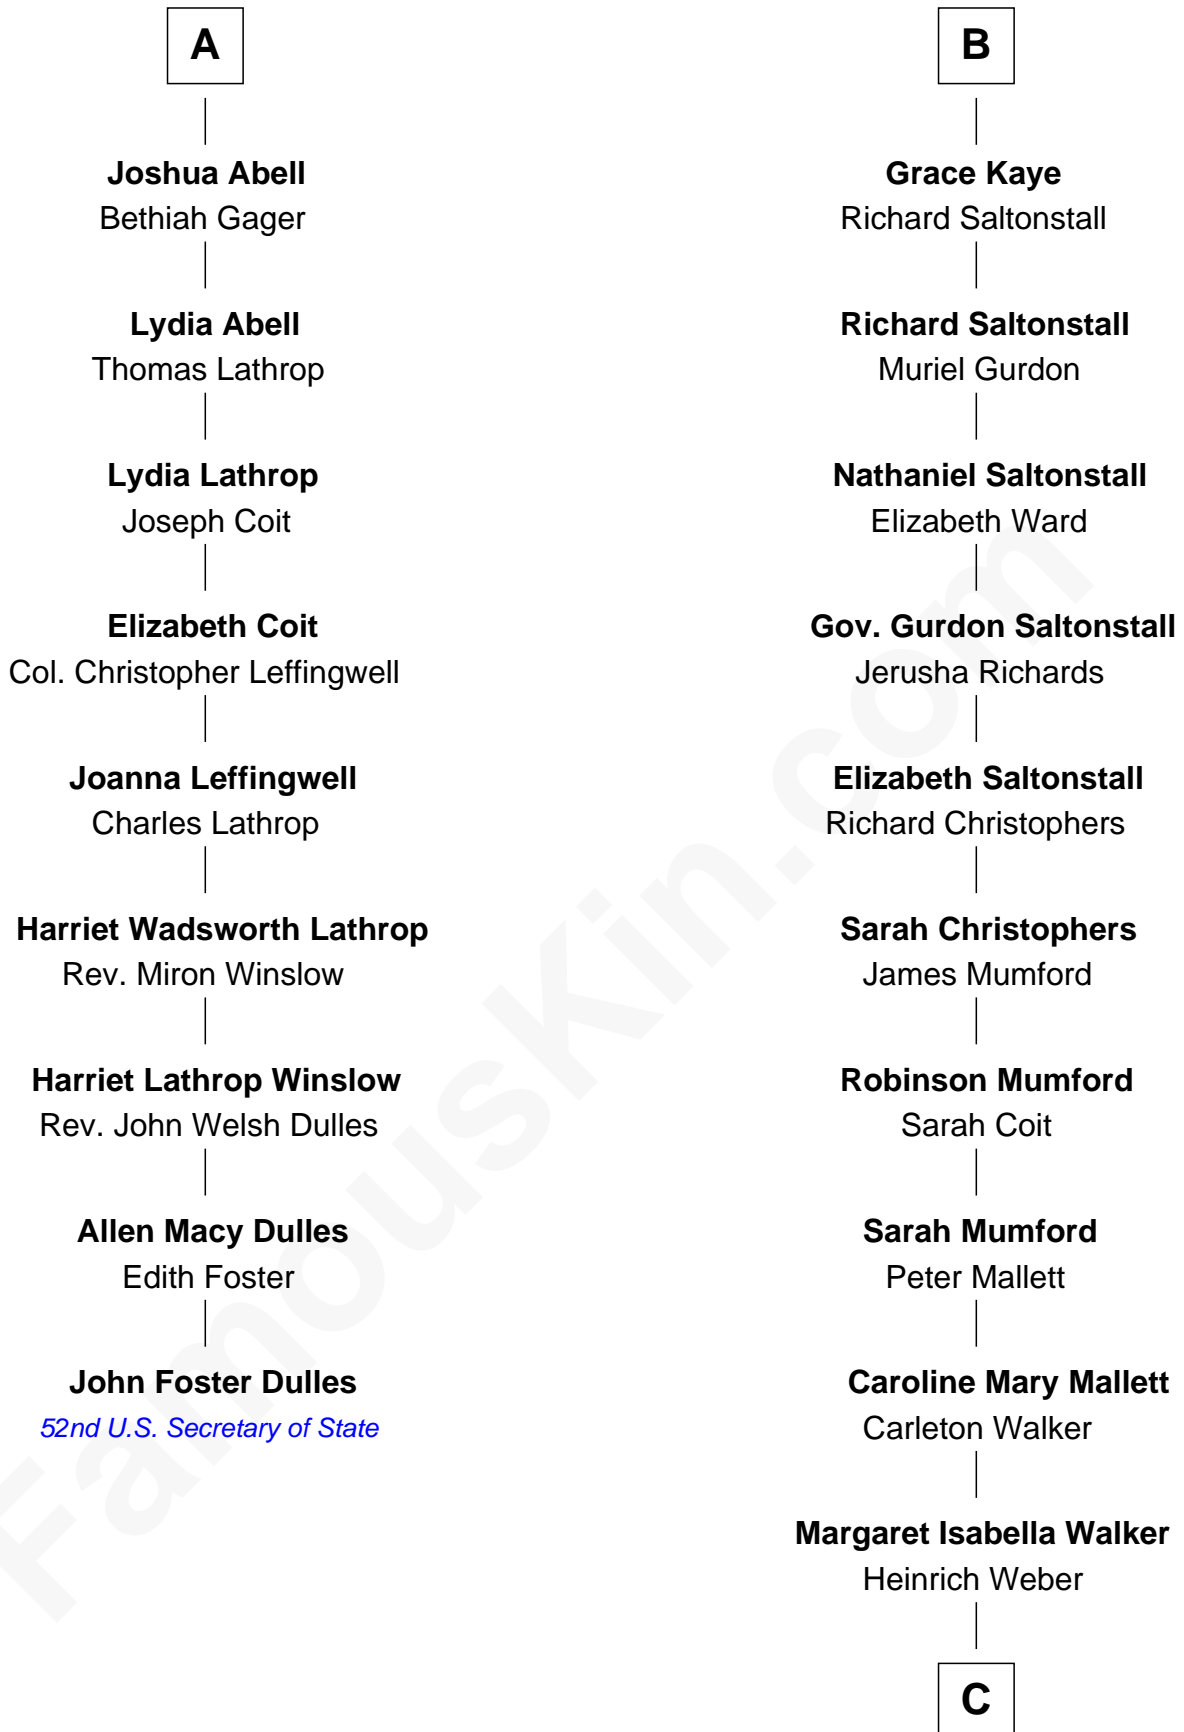 A
Joshua Abell
Bethiah Gager
Lydia Abell
Thomas Lathrop
Lydia Lathrop
Joseph Coit
Elizabeth Coit
Col. Christopher Leffingwell
Joanna Leffingwell
Charles Lathrop
Harriet Wadsworth Lathrop
Rev. Miron Winslow
Harriet Lathrop Winslow
Rev. John Welsh Dulles
Allen Macy Dulles
Edith Foster
John Foster Dulles
52nd U.S. Secretary of State
B
Grace Kaye
Richard Saltonstall
Richard Saltonstall
Muriel Gurdon
Nathaniel Saltonstall
Elizabeth Ward
Gov. Gurdon Saltonstall
Jerusha Richards
Elizabeth Saltonstall
Richard Christophers
Sarah Christophers
James Mumford
Robinson Mumford
Sarah Coit
Sarah Mumford
Peter Mallett
Caroline Mary Mallett
Carleton Walker
Margaret Isabella Walker
Heinrich Weber
C
FamousKin.com